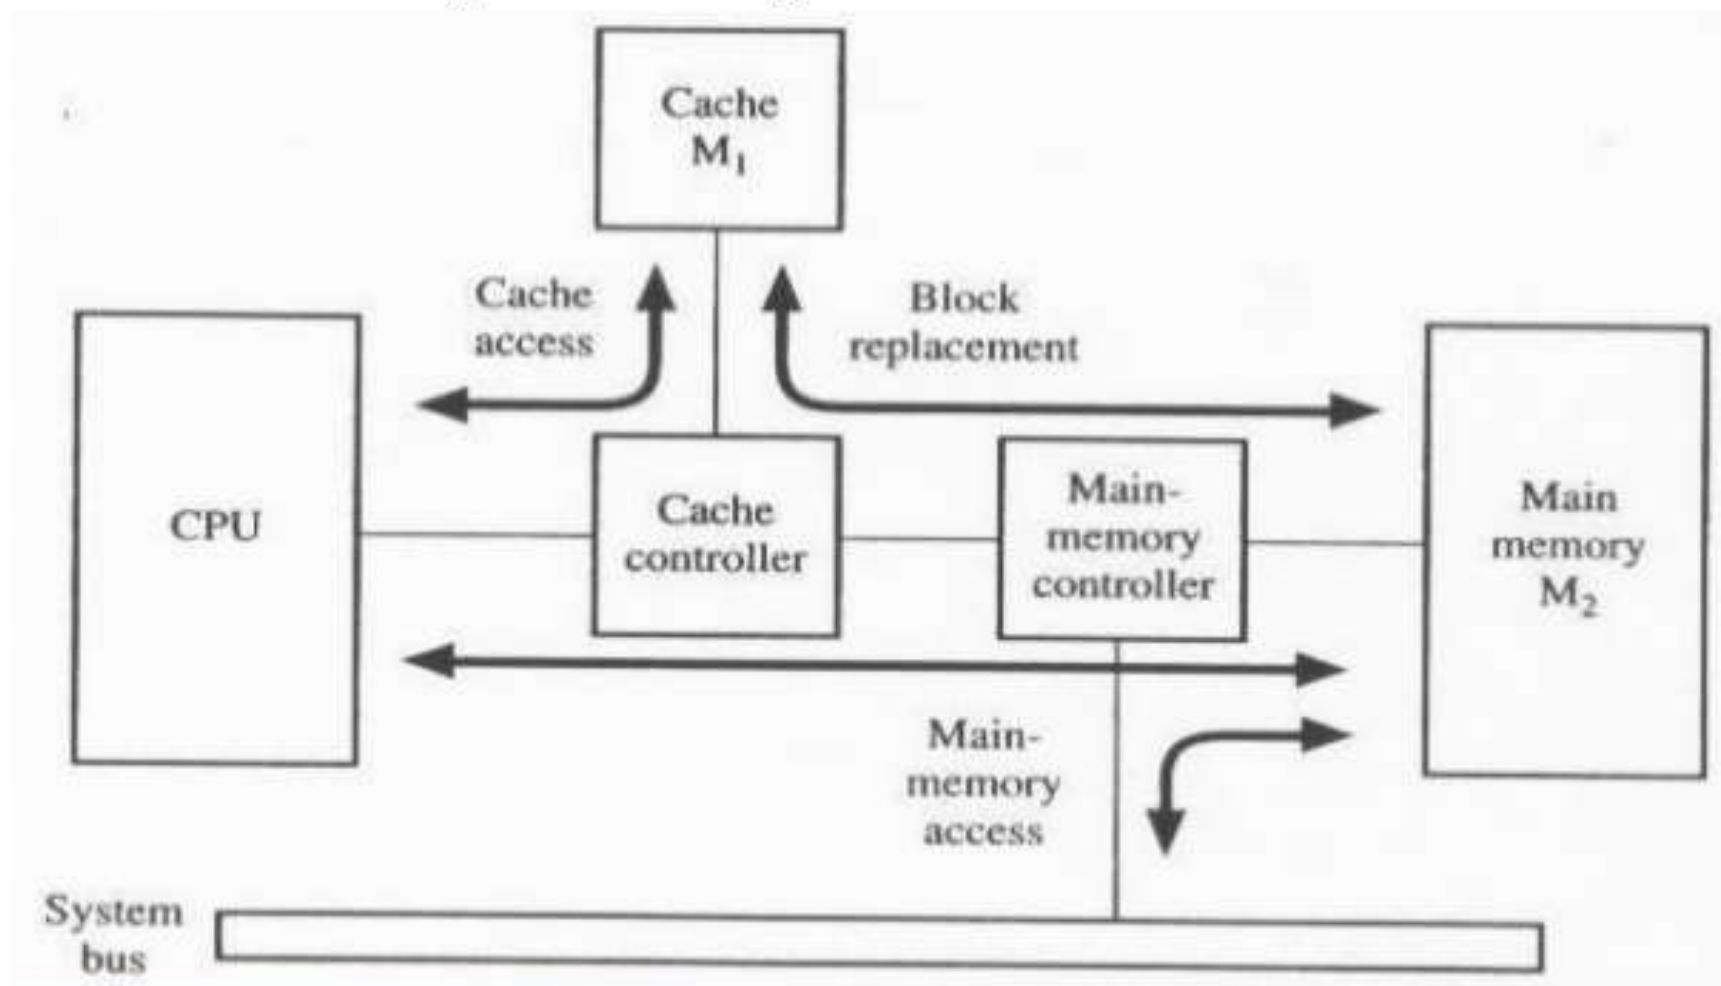 Cache
M₁
Cache
access
Block
replacement
CPU
Cache
controller
Main-
memory
controller
Main
memory
M₂
Main-
memory
access
System
bus